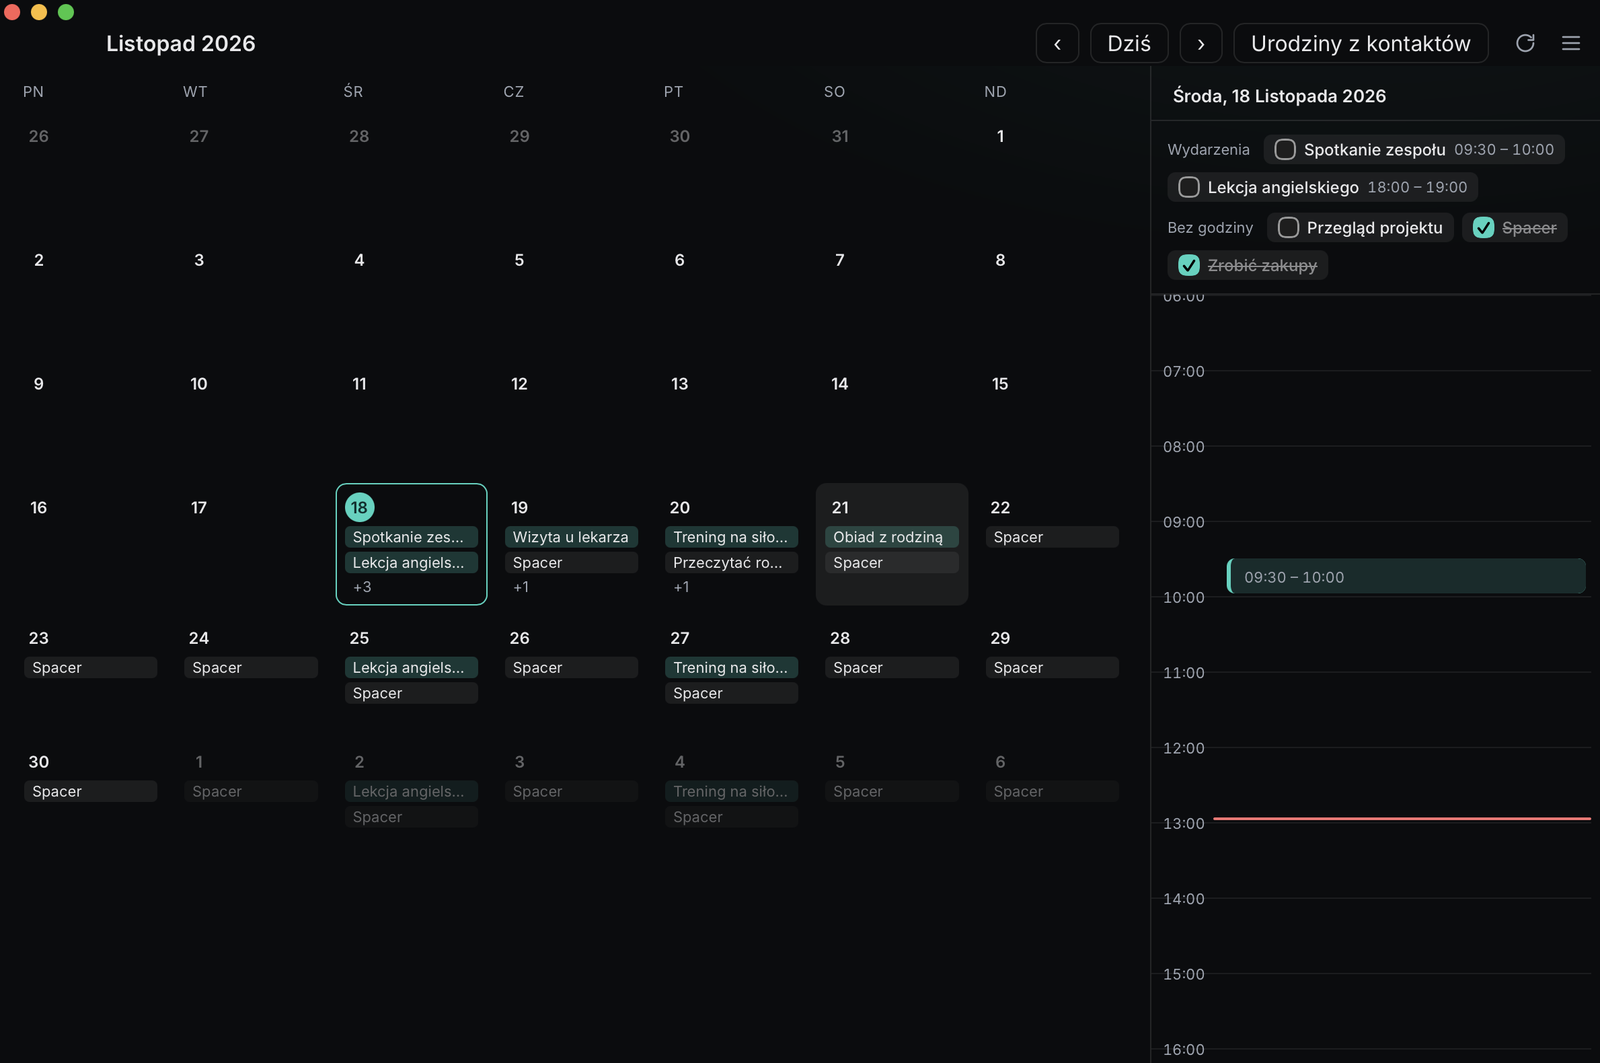 Listopad 2026
‹ Dziś › Urodziny z kontaktów
PN WT ŚR CZ PT SO ND
26 27 28 29 30 31 1
2 3 4 5 6 7 8
9 10 11 12 13 14 15
16 17 18 19 20 21 22
Spotkanie zes... Wizyta u lekarza Trening na siło... Obiad z rodziną Spacer
Lekcja angiels... Spacer Przeczytać ro... Spacer
+3 +1 +1
23 24 25 26 27 28 29
Spacer Spacer Lekcja angiels... Spacer Trening na siło... Spacer Spacer
Spacer Spacer
30 1 2 3 4 5 6
Spacer Spacer Lekcja angiels... Spacer Trening na siło... Spacer Spacer
Spacer Spacer
Środa, 18 Listopada 2026
Wydarzenia Spotkanie zespołu 09:30 – 10:00
Lekcja angielskiego 18:00 – 19:00
Bez godziny Przegląd projektu Spacer
Zrobić zakupy
06:00
07:00
08:00
09:00
09:30 – 10:00
10:00
11:00
12:00
13:00
14:00
15:00
16:00